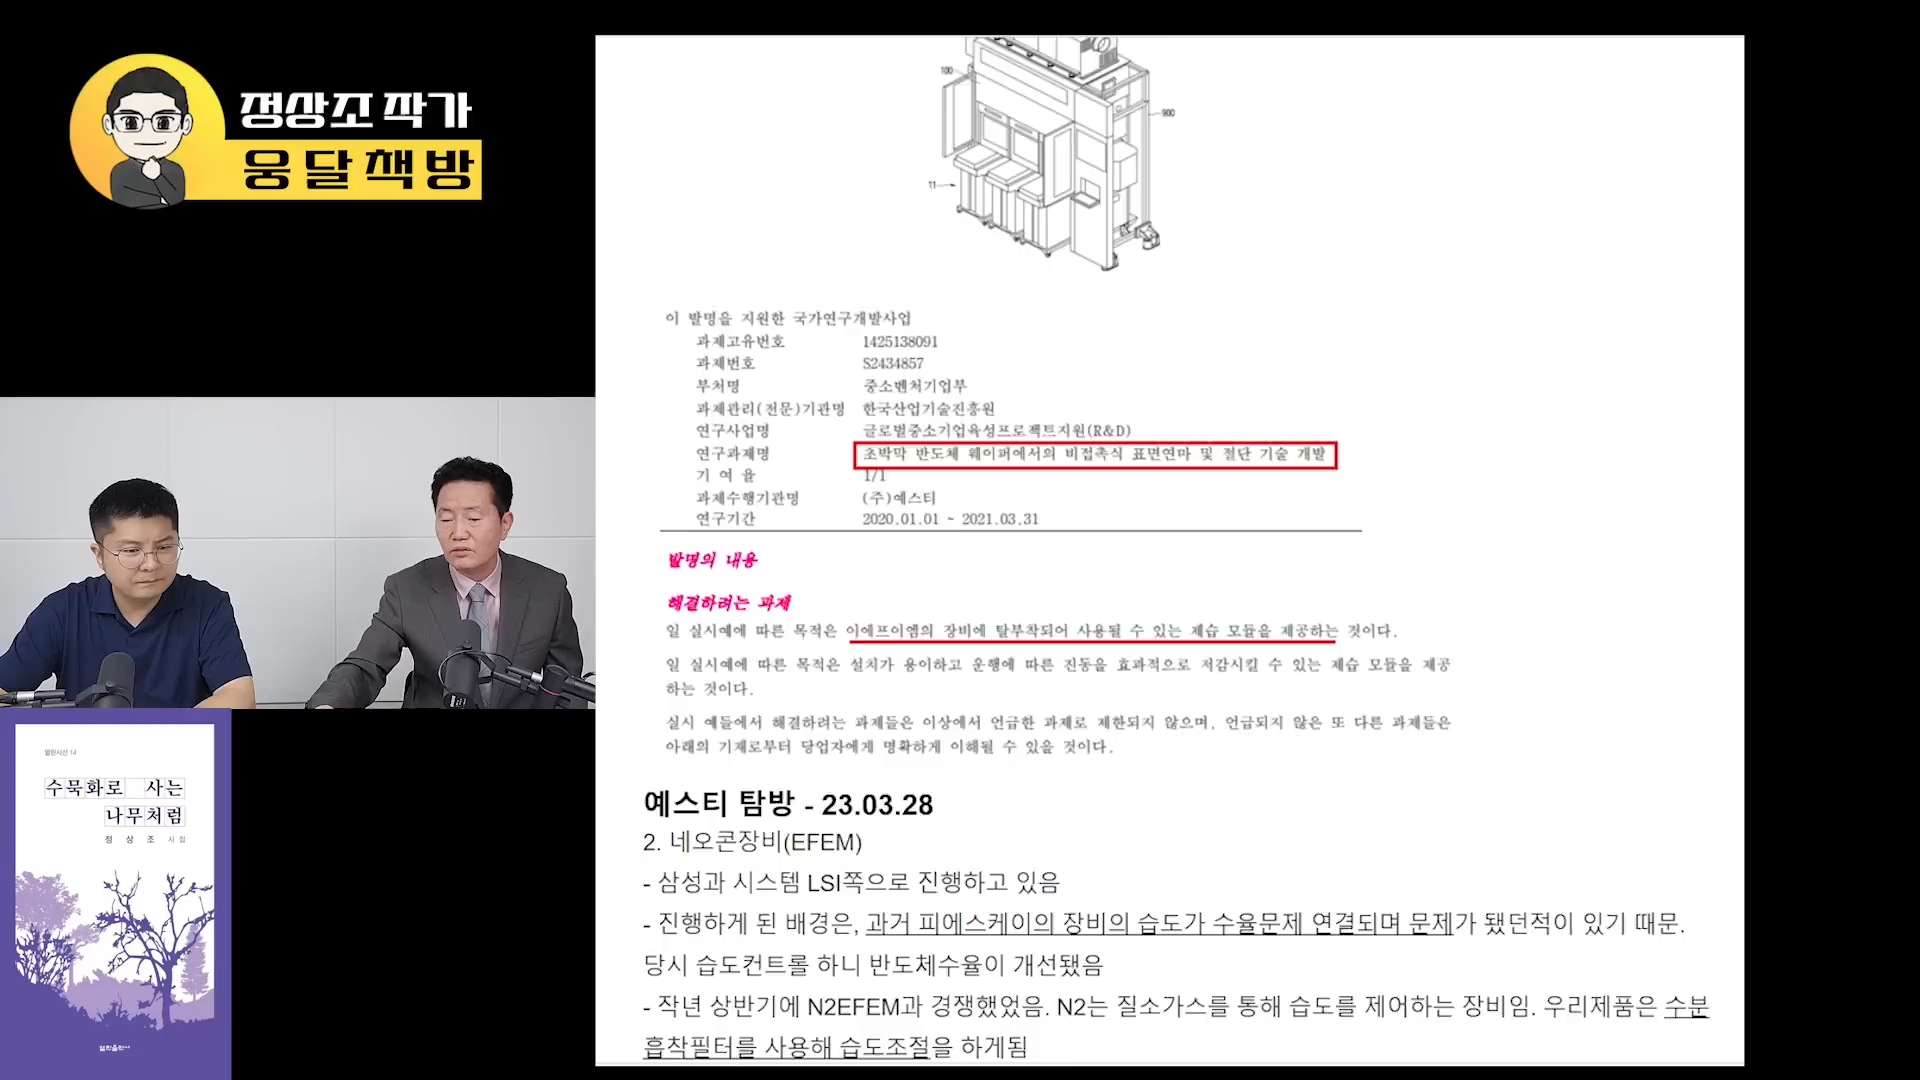 정상조 작가
웅달책방
100
900
11
이 발명을 지원한 국가연구개발사업
과제고유번호 1425138091
과제번호 S2434857
부처명 중소벤처기업부
과제관리(전문)기관명 한국산업기술진흥원
연구사업명 글로벌중소기업육성프로젝트지원(R&D)
연구과제명 초박막 반도체 웨이퍼에서의 비접촉식 표면연마 및 절단 기술 개발
기 여 율 1/1
과제수행기관명 (주)예스티
연구기간 2020.01.01 ~ 2021.03.31
발명의 내용
해결하려는 과제
일 실시예에 따른 목적은 이에프이엠의 장비에 탈부착되어 사용될 수 있는 제습 모듈을 제공하는 것이다.
일 실시예에 따른 목적은 설치가 용이하고 운행에 따른 진동을 효과적으로 저감시킬 수 있는 제습 모듈을 제공
하는 것이다.
실시 예들에서 해결하려는 과제들은 이상에서 언급한 과제로 제한되지 않으며, 언급되지 않은 또 다른 과제들은
아래의 기재로부터 당업자에게 명확하게 이해될 수 있을 것이다.
예스티 탐방 - 23.03.28
2. 네오콘장비(EFEM)
- 삼성과 시스템 LSI쪽으로 진행하고 있음
- 진행하게 된 배경은, 과거 피에스케이의 장비의 습도가 수율문제 연결되며 문제가 됐던적이 있기 때문.
당시 습도컨트롤 하니 반도체수율이 개선됐음
- 작년 상반기에 N2EFEM과 경쟁했었음. N2는 질소가스를 통해 습도를 제어하는 장비임. 우리제품은 수분
흡착필터를 사용해 습도조절을 하게됨
열린시선 14
수묵화로 사는
나무처럼
정 상 조 시 집